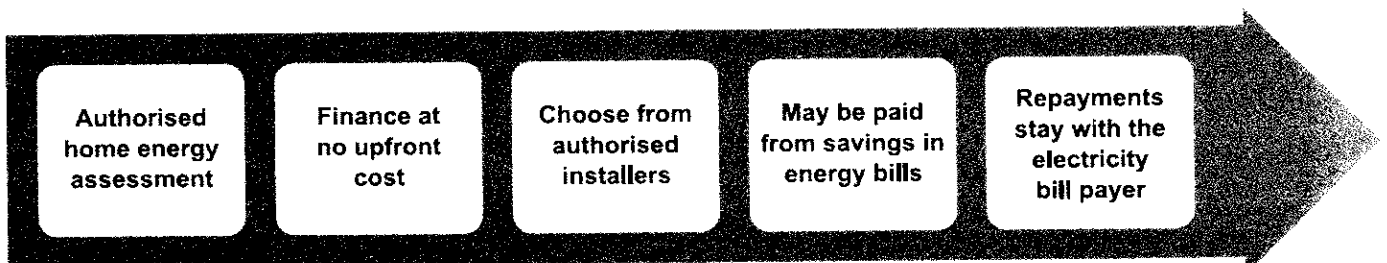 Authorised
home energy
assessment
Finance at
no upfront
cost
Choose from
authorised
installers
May be paid
from savings in
energy bills
Repayments
stay with the
electricity
bill payer